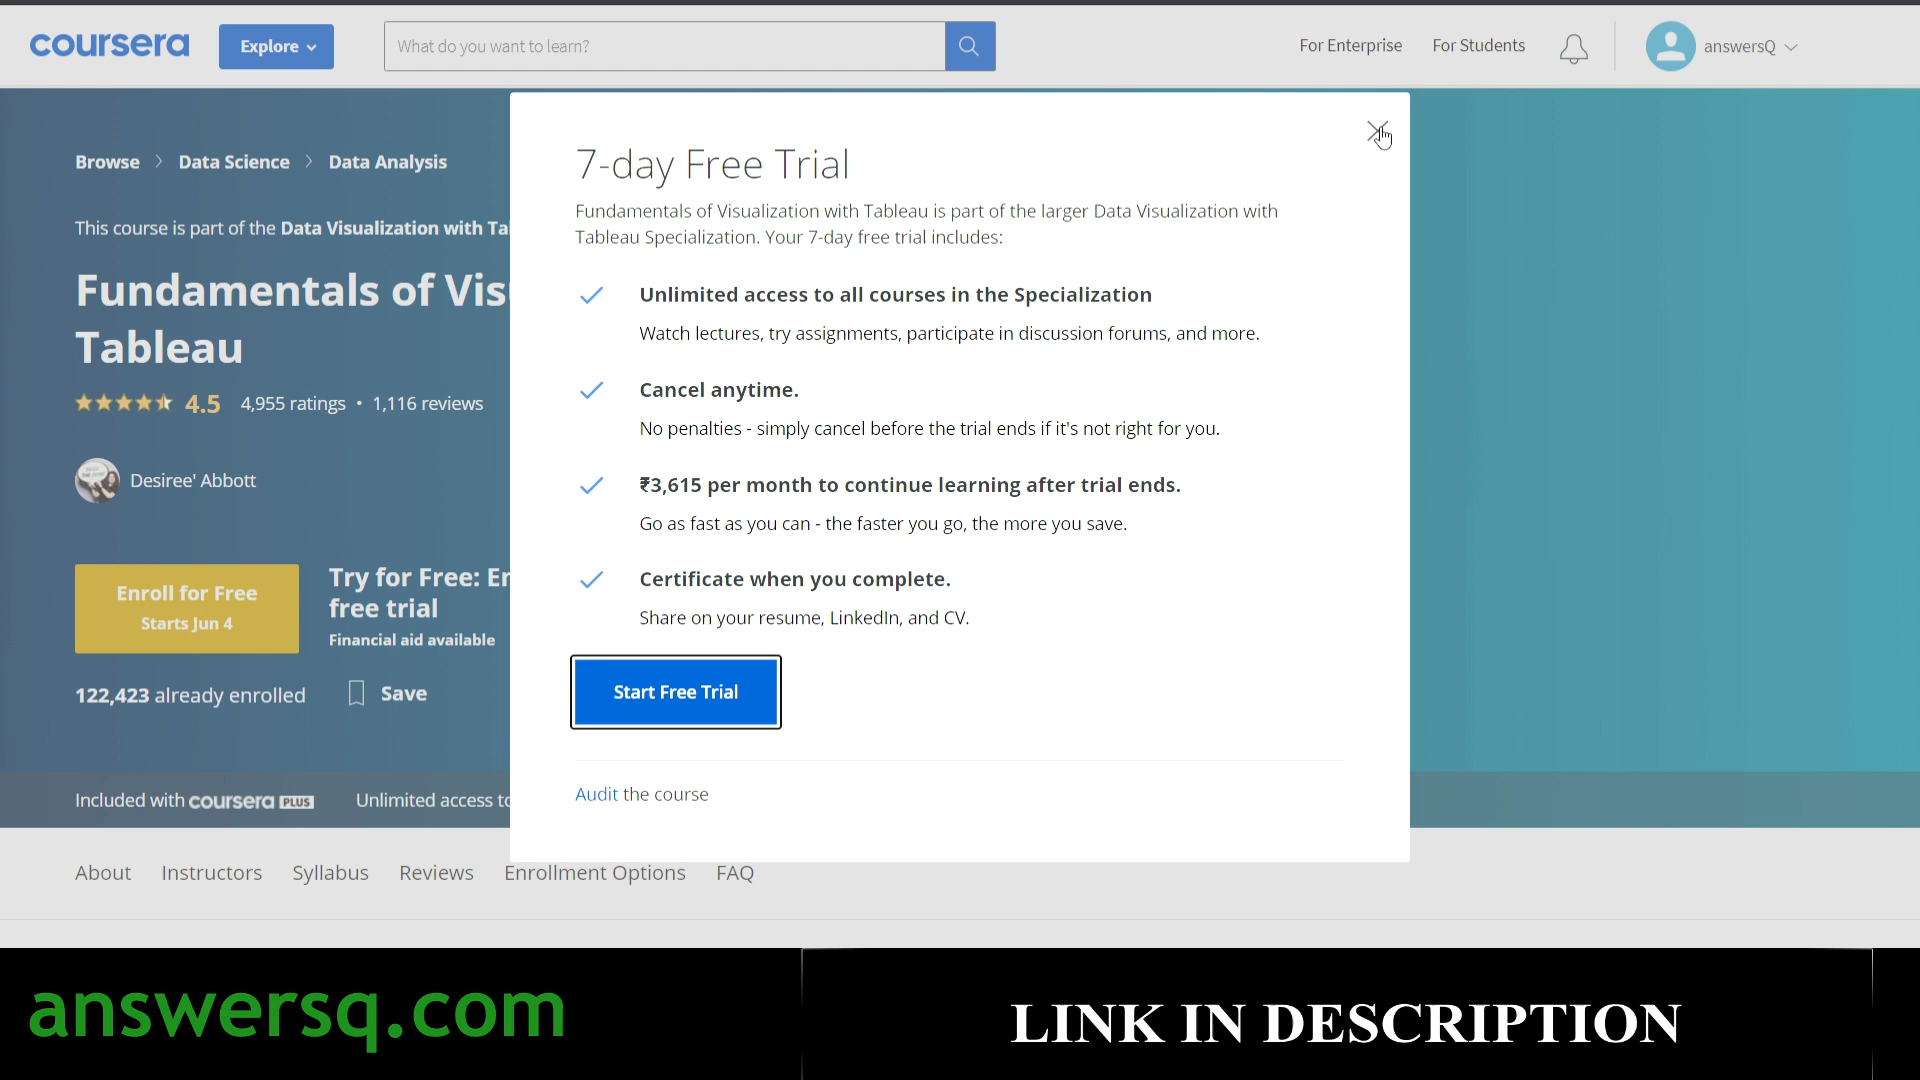 coursera
Explore
What do you want to learn?
For Enterprise
For Students
answersQ
Browse > Data Science > Data Analysis
This course is part of the Data Visualization with Ta
Fundamentals of Vis
Tableau
4.5 4,955 ratings • 1,116 reviews
Desiree' Abbott
Enroll for Free
Starts Jun 4
Try for Free: En
free trial
Financial aid available
122,423 already enrolled
Save
Included with coursera PLUS
Unlimited access to
7-day Free Trial
Fundamentals of Visualization with Tableau is part of the larger Data Visualization with
Tableau Specialization. Your 7-day free trial includes:
Unlimited access to all courses in the Specialization
Watch lectures, try assignments, participate in discussion forums, and more.
Cancel anytime.
No penalties - simply cancel before the trial ends if it's not right for you.
₹3,615 per month to continue learning after trial ends.
Go as fast as you can - the faster you go, the more you save.
Certificate when you complete.
Share on your resume, LinkedIn, and CV.
Start Free Trial
Audit the course
About
Instructors
Syllabus
Reviews
Enrollment Options
FAQ
answersq.com
LINK IN DESCRIPTION